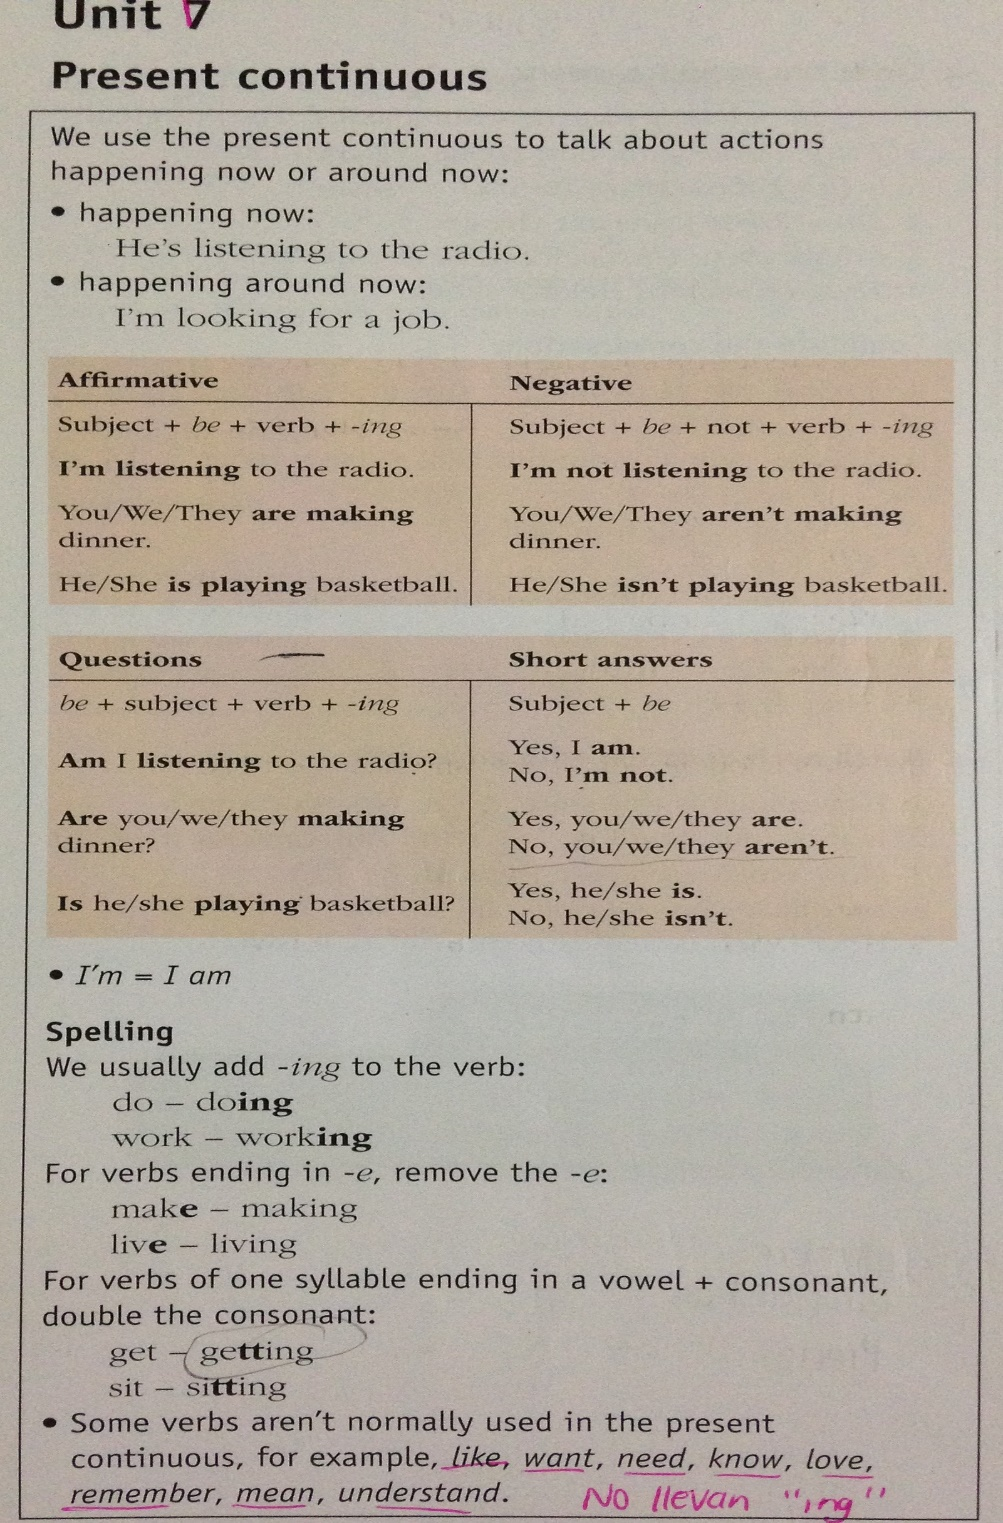 Unit 7
Present continuous
We use the present continuous to talk about actions
happening now or around now:
• happening now:
He's listening to the radio.
• happening around now:
I'm looking for a job.
Affirmative
Negative
Subject + be + verb + -ing
Subject + be + not + verb + -ing
I'm listening to the radio.
I'm not listening to the radio.
You/We/They are making
dinner.
You/We/They aren't making
dinner.
He/She is playing basketball.
He/She isn't playing basketball.
Questions
Short answers
be + subject + verb + -ing
Subject + be
Am I listening to the radio?
Yes, I am.
No, I'm not.
Are you/we/they making
dinner?
Yes, you/we/they are.
No, you/we/they aren't.
Is he/she playing basketball?
Yes, he/she is.
No, he/she isn't.
• I'm = I am
Spelling
We usually add -ing to the verb:
do – doing
work – working
For verbs ending in -e, remove the -e:
make – making
live – living
For verbs of one syllable ending in a vowel + consonant,
double the consonant:
get – getting
sit – sitting
• Some verbs aren't normally used in the present
continuous, for example, like, want, need, know, love,
remember, mean, understand.
No llevan "ing"